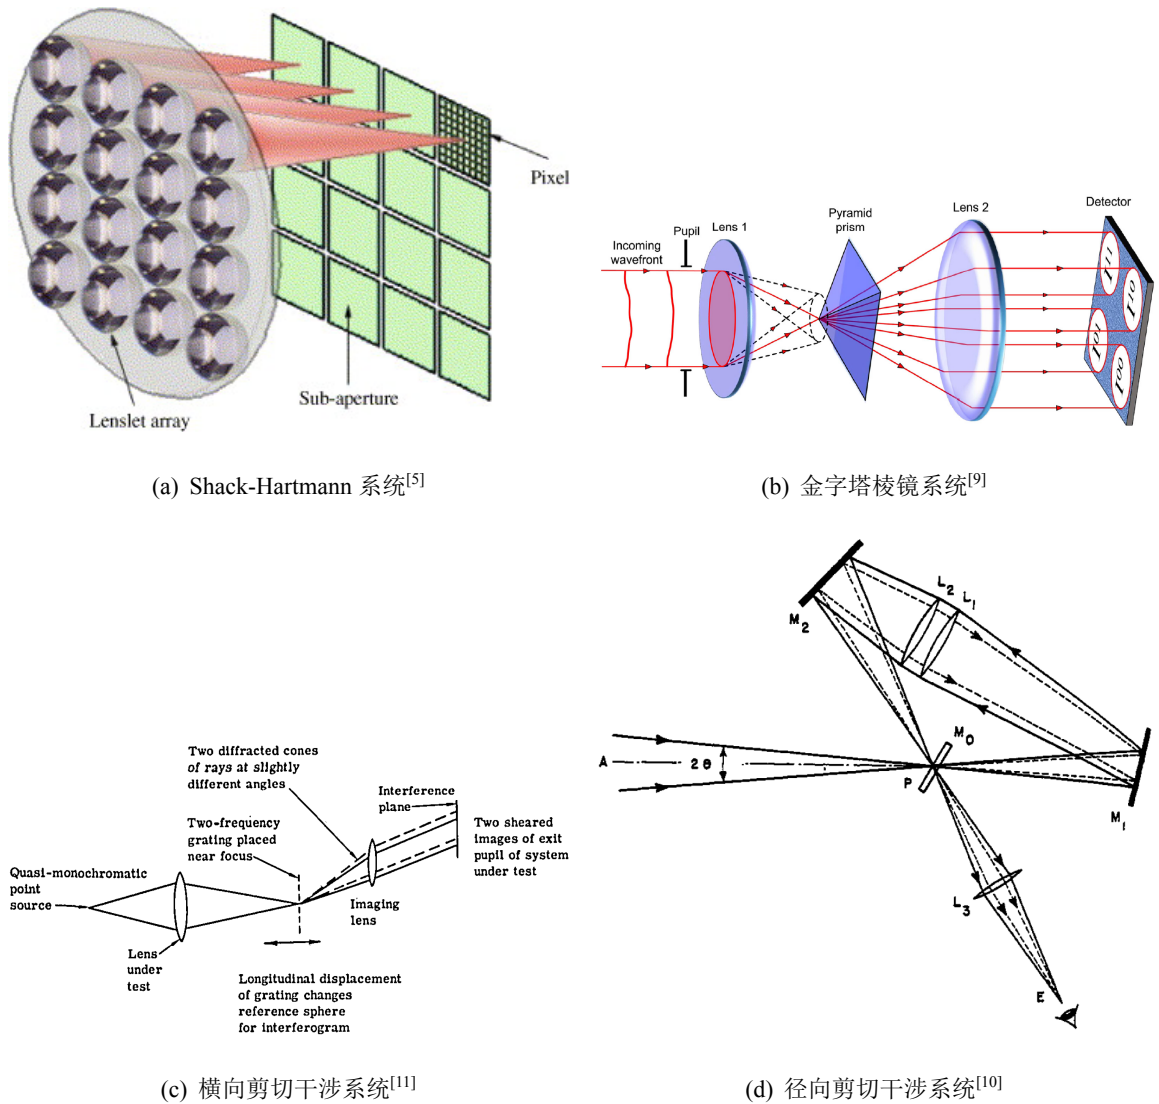 Pixel
Sub-aperture
Lenslet array
(a) Shack-Hartmann 系统[5]
Incoming
wavefront
Pupil
Lens 1
Pyramid
prism
Lens 2
Detector
I11
I10
I01
I00
(b) 金字塔棱镜系统[9]
Two diffracted cones
of rays at slightly
different angles
Interference
plane
Two-frequency
grating placed
near focus
Two sheared
images of exit
pupil of system
under test
Quasi-monochromatic
point
source
Imaging
lens
Lens
under
test
Longitudinal displacement
of grating changes
reference sphere
for interferogram
(c) 横向剪切干涉系统[11]
M2
L2
L1
M0
A
2θ
P
M1
L3
E
(d) 径向剪切干涉系统[10]